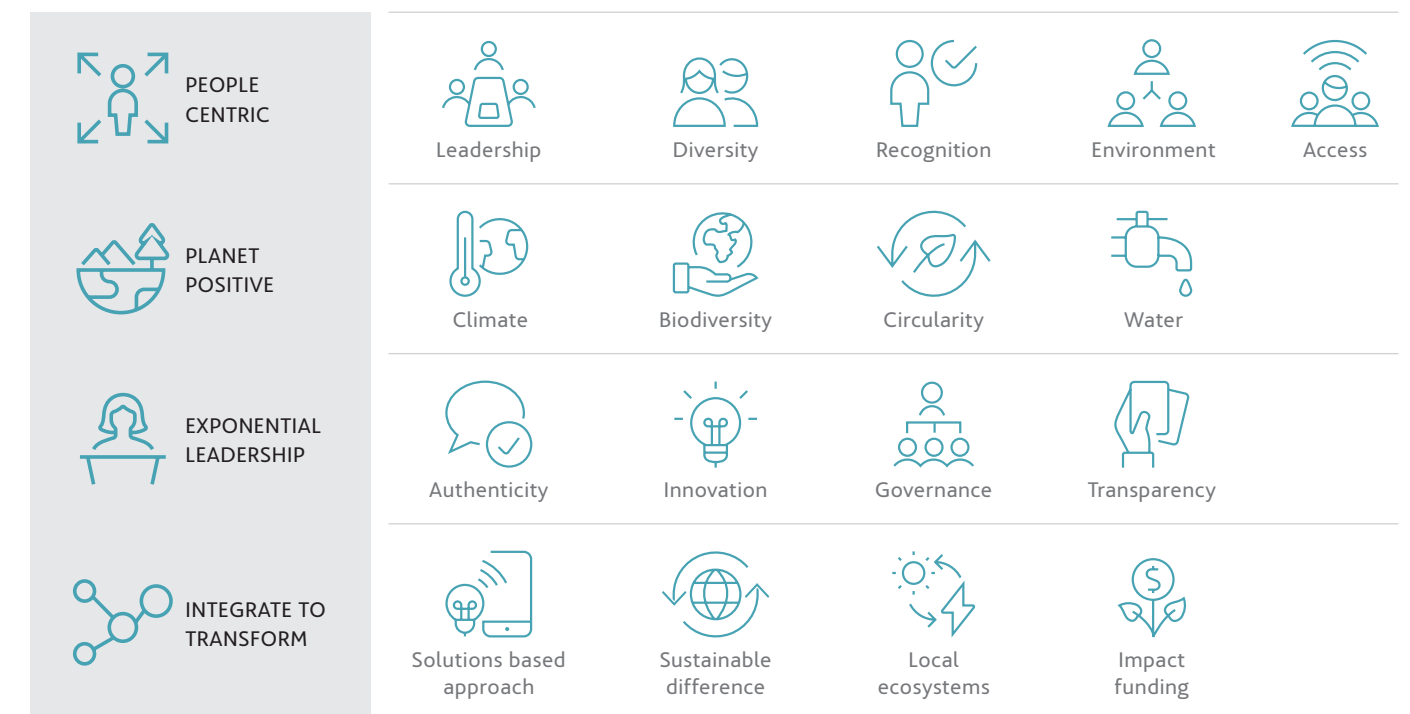 PEOPLE
CENTRIC
Leadership
Diversity
Recognition
Environment
Access
PLANET
POSITIVE
Climate
Biodiversity
Circularity
Water
EXPONENTIAL
LEADERSHIP
Authenticity
Innovation
Governance
Transparency
INTEGRATE TO
TRANSFORM
Solutions based
approach
Sustainable
difference
Local
ecosystems
$
Impact
funding